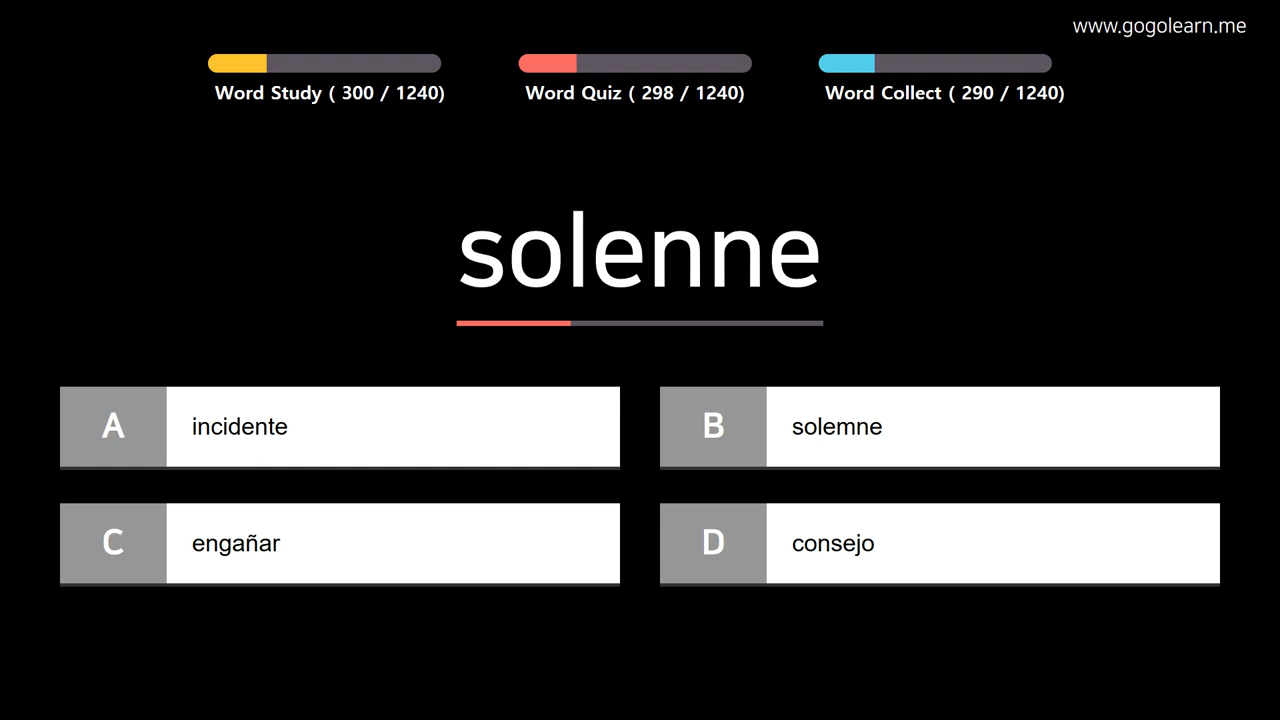 www.gogolearn.me
Word Study ( 300 / 1240)
Word Quiz ( 298 / 1240)
Word Collect ( 290 / 1240)
solenne
A incidente
B solemne
C engañar
D consejo